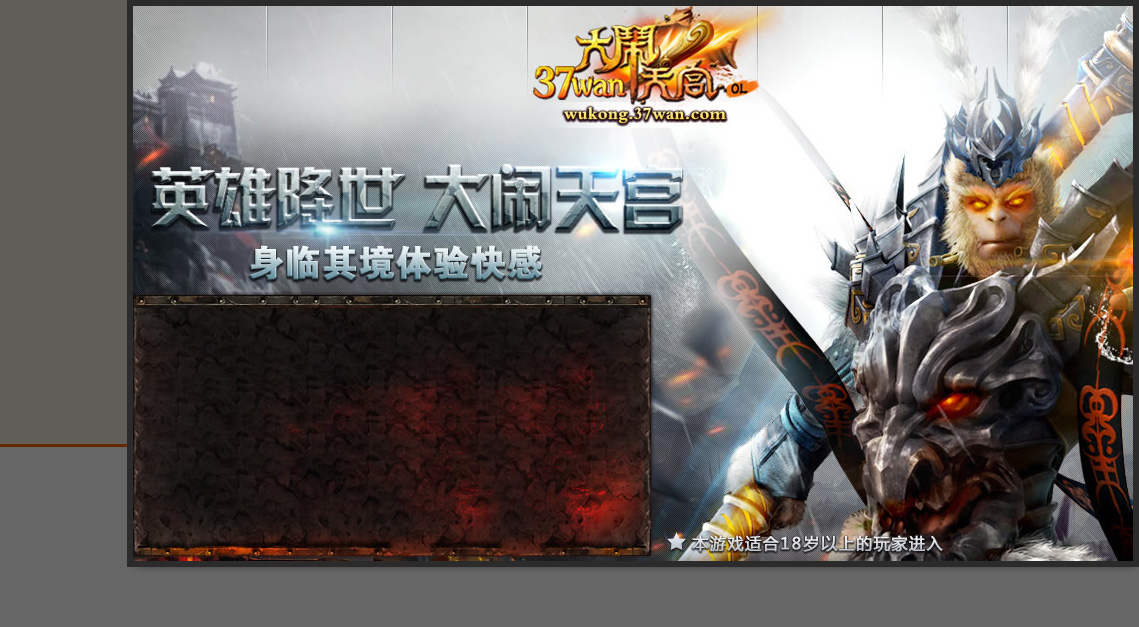 大鬧天宮
37wan OL
wukong.37wan.com
英雄降世 大闹天宫
身临其境体验快感
本游戏适合18岁以上的玩家进入